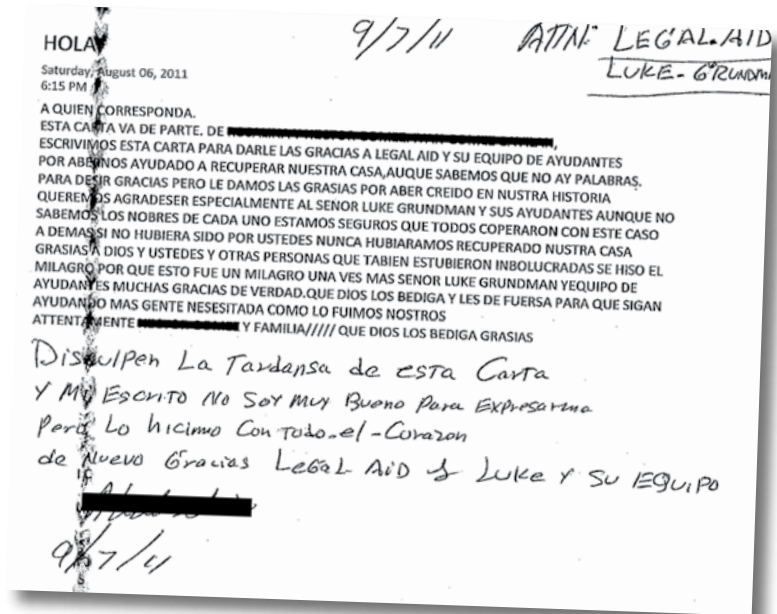 9/7/11 ATTN: LEGAL-AID
LUKE-GRUNDM
HOLA
Saturday, August 06, 2011
6:15 PM
A QUIEN CORRESPONDA.
ESTA CARTA VA DE PARTE. DE
ESCRIVIMOS ESTA CARTA PARA DARLE LAS GRACIAS A LEGAL AID Y SU EQUIPO DE AYUDANTES
POR ABERNOS AYUDADO A RECUPERAR NUESTRA CASA,AUQUE SABEMOS QUE NO AY PALABRAS.
PARA DESIR GRACIAS PERO LE DAMOS LAS GRASIAS POR ABER CREIDO EN NUSTRA HISTORIA
QUEREMOS AGRADESER ESPECIALMENTE AL SENOR LUKE GRUNDMAN Y SUS AYUDANTES AUNQUE NO
SABEMOS LOS NOBRES DE CADA UNO ESTAMOS SEGUROS QUE TODOS COPERARON CON ESTE CASO
A DEMAS SI NO HUBIERA SIDO POR USTEDES NUNCA HUBIARAMOS RECUPERADO NUSTRA CASA
GRASIAS A DIOS Y USTEDES Y OTRAS PERSONAS QUE TABIEN ESTUBIERON INBOLUCRADAS SE HISO EL
MILAGRO POR QUE ESTO FUE UN MILAGRO UNA VES MAS SENOR LUKE GRUNDMAN YEQUIPO DE
AYUDANTES MUCHAS GRACIAS DE VERDAD.QUE DIOS LOS BEDIGA Y LES DE FUERSA PARA QUE SIGAN
AYUDANDO MAS GENTE NESESITADA COMO LO FUIMOS NOSTROS
ATTENTAMENTE Y FAMILIA///// QUE DIOS LOS BEDIGA GRASIAS
Disculpen La Tardansa de esta Carta
Y Mi Escrito No Soy Muy Bueno Para Expresarme
Pero Lo hicimo Con Todo-el-Corazon
de Nuevo Gracias Legal AiD y Luke Y Su EQUIPO
9/7/11